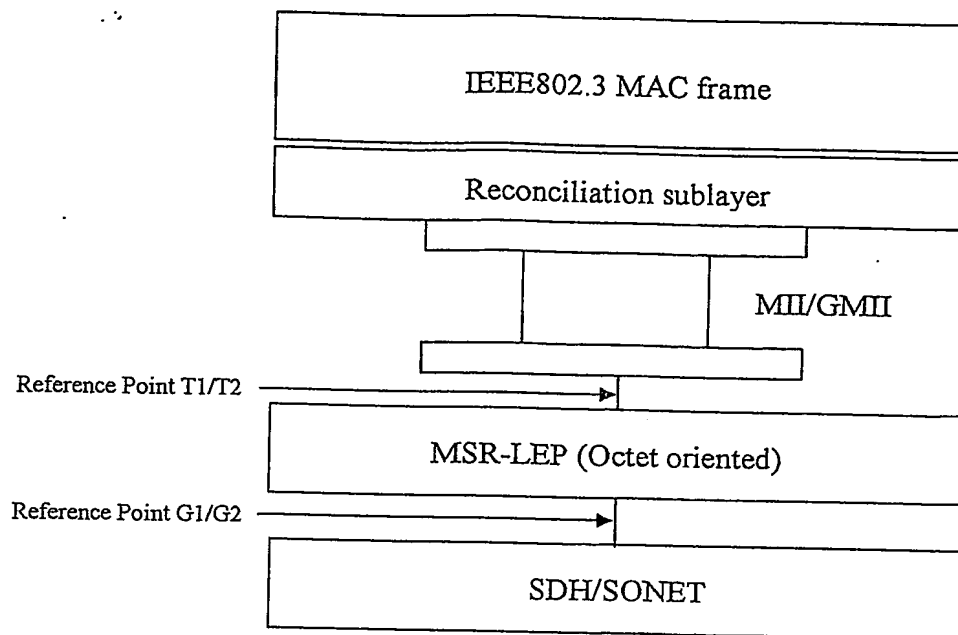 IEEE802.3 MAC frame
Reconciliation sublayer
MII/GMII
Reference Point T1/T2
MSR-LEP (Octet oriented)
Reference Point G1/G2
SDH/SONET